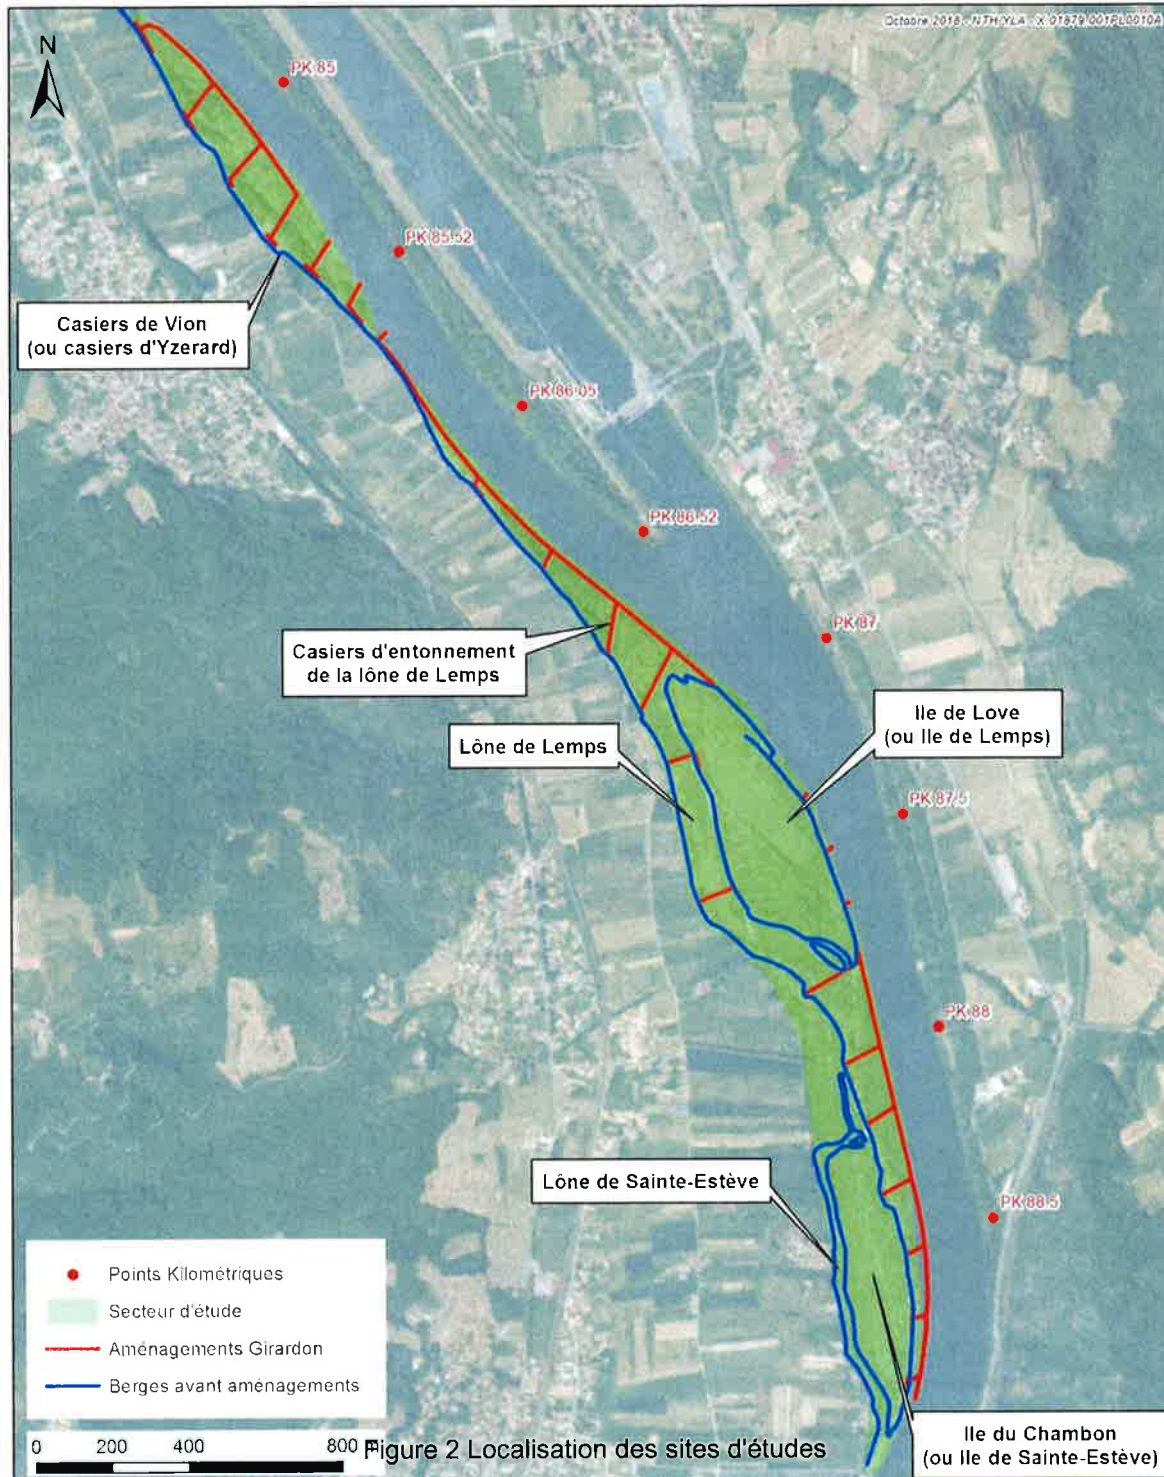 Octobre 2018 - NTH/YLA - X:01879.001PL0010A
N
PK 85
PK 85.52
Casiers de Vion
(ou casiers d'Yzerard)
PK 86.05
PK 86.52
PK 87
Casiers d'entonnement
de la lône de Lemps
Ile de Love
(ou Ile de Lemps)
Lône de Lemps
PK 87.5
PK 88
Lône de Sainte-Estève
PK 88.5
Points Kilométriques
Secteur d'étude
Aménagements Girardon
Berges avant aménagements
0 200 400 800 m
Figure 2 Localisation des sites d'études
Ile du Chambon
(ou Ile de Sainte-Estève)